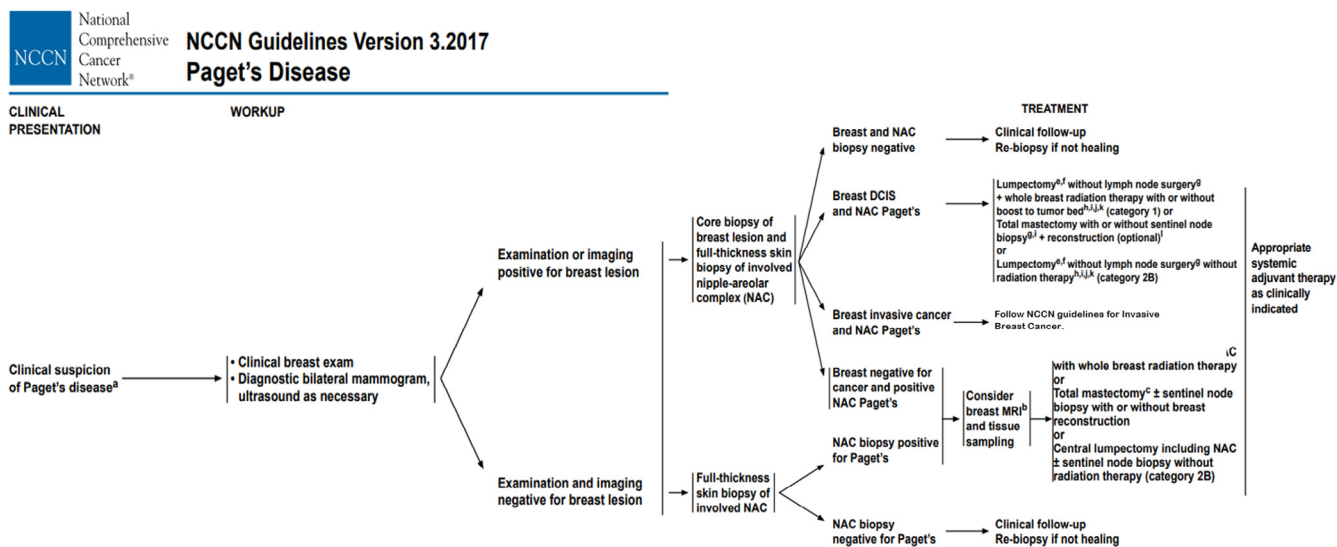 National
Comprehensive
NCCN Cancer
Network®
NCCN Guidelines Version 3.2017
Paget's Disease
CLINICAL
PRESENTATION
WORKUP
TREATMENT
Clinical suspicion
of Paget's diseaseᵃ
• Clinical breast exam
• Diagnostic bilateral mammogram,
ultrasound as necessary
Examination or imaging
positive for breast lesion
Examination and imaging
negative for breast lesion
Core biopsy of
breast lesion and
full-thickness skin
biopsy of involved
nipple-areolar
complex (NAC)
Full-thickness
skin biopsy of
involved NAC
Breast and NAC
biopsy negative
Clinical follow-up
Re-biopsy if not healing
Breast DCIS
and NAC Paget's
Lumpectomyᵉ,ᶠ without lymph node surgeryᵍ
+ whole breast radiation therapy with or without
boost to tumor bedʰ,ⁱ,ʲ,ᵏ (category 1) or
Total mastectomy with or without sentinel node
biopsyᵍ,ⁱ + reconstruction (optional)ˡ
or
Lumpectomyᵉ,ᶠ without lymph node surgeryᵍ without
radiation therapyʰ,ⁱ,ʲ,ᵏ (category 2B)
Breast invasive cancer
and NAC Paget's
Follow NCCN guidelines for Invasive
Breast Cancer.
Breast negative for
cancer and positive
NAC Paget's
NAC biopsy positive
for Paget's
Consider
breast MRIᵇ
and tissue
sampling
with whole breast radiation therapy
or
Total mastectomyᶜ ± sentinel node
biopsy with or without breast
reconstruction
or
Central lumpectomy including NAC
± sentinel node biopsy without
radiation therapy (category 2B)
NAC biopsy
negative for Paget's
Clinical follow-up
Re-biopsy if not healing
Appropriate
systemic
adjuvant therapy
as clinically
indicated